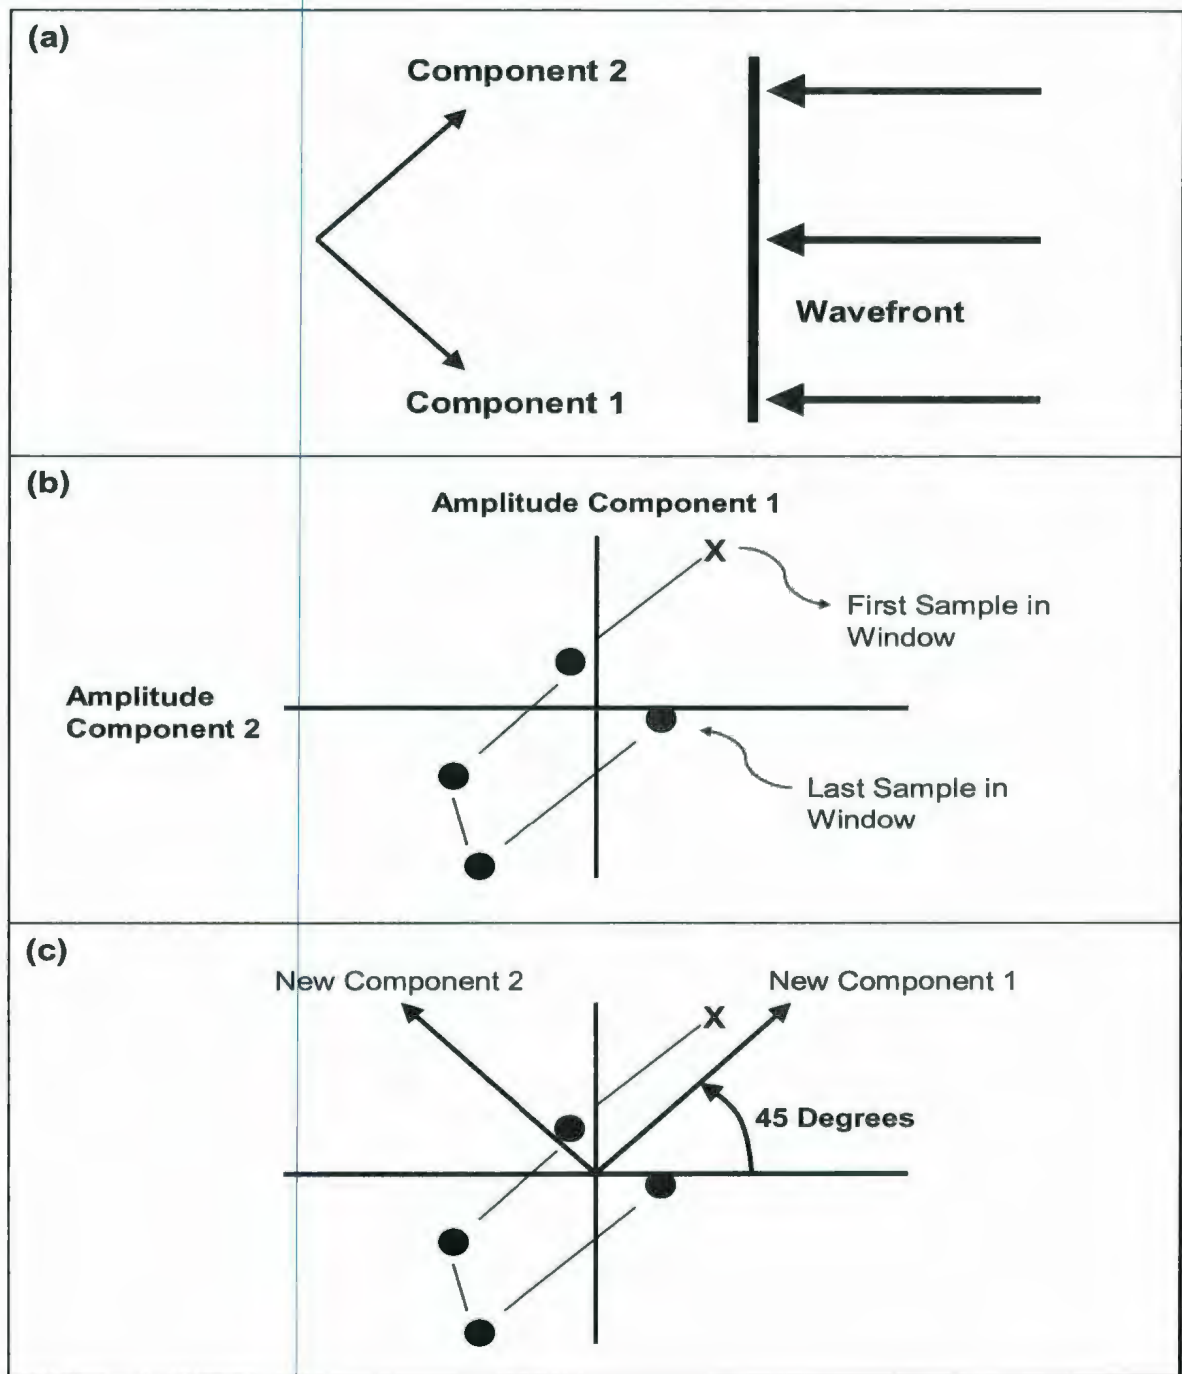 (a)
Component 2
Wavefront
Component 1
(b)
Amplitude Component 1
X
First Sample in
Window
Amplitude
Component 2
Last Sample in
Window
(c)
New Component 2
New Component 1
X
45 Degrees